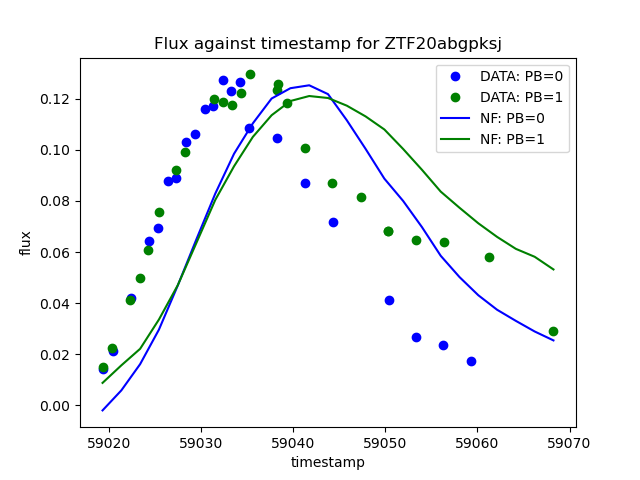 Flux against timestamp for ZTF20abgpksj
DATA: PB=0
DATA: PB=1
NF: PB=0
NF: PB=1
0.12
0.10
0.08
0.06
0.04
0.02
0.00
flux
59020 59030 59040 59050 59060 59070
timestamp